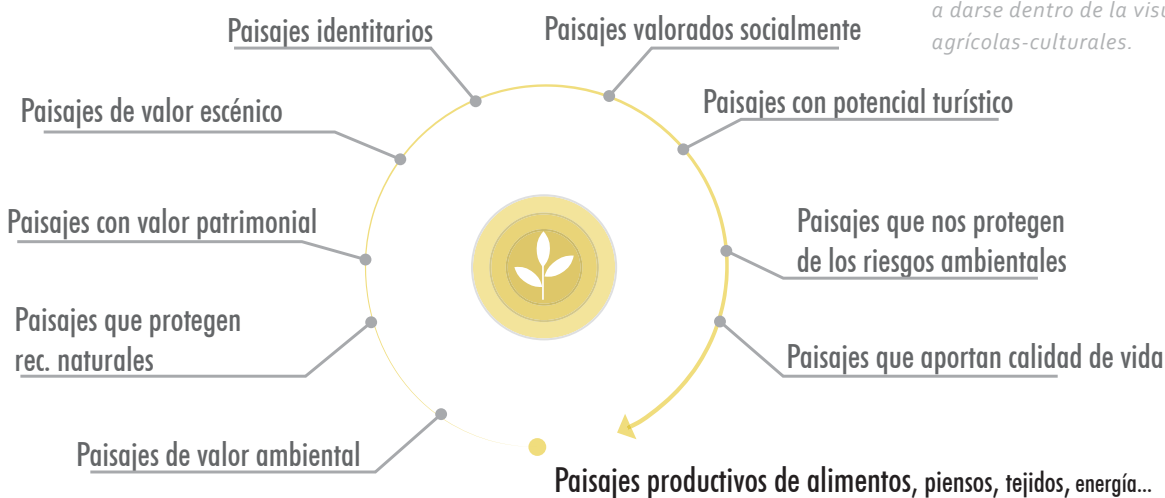 a darse dentro de la visu
agrícolas-culturales.
Paisajes identitarios
Paisajes valorados socialmente
Paisajes de valor escénico
Paisajes con potencial turístico
Paisajes con valor patrimonial
Paisajes que nos protegen
de los riesgos ambientales
Paisajes que protegen
rec. naturales
Paisajes que aportan calidad de vida
Paisajes de valor ambiental
Paisajes productivos de alimentos, piensos, tejidos, energía...